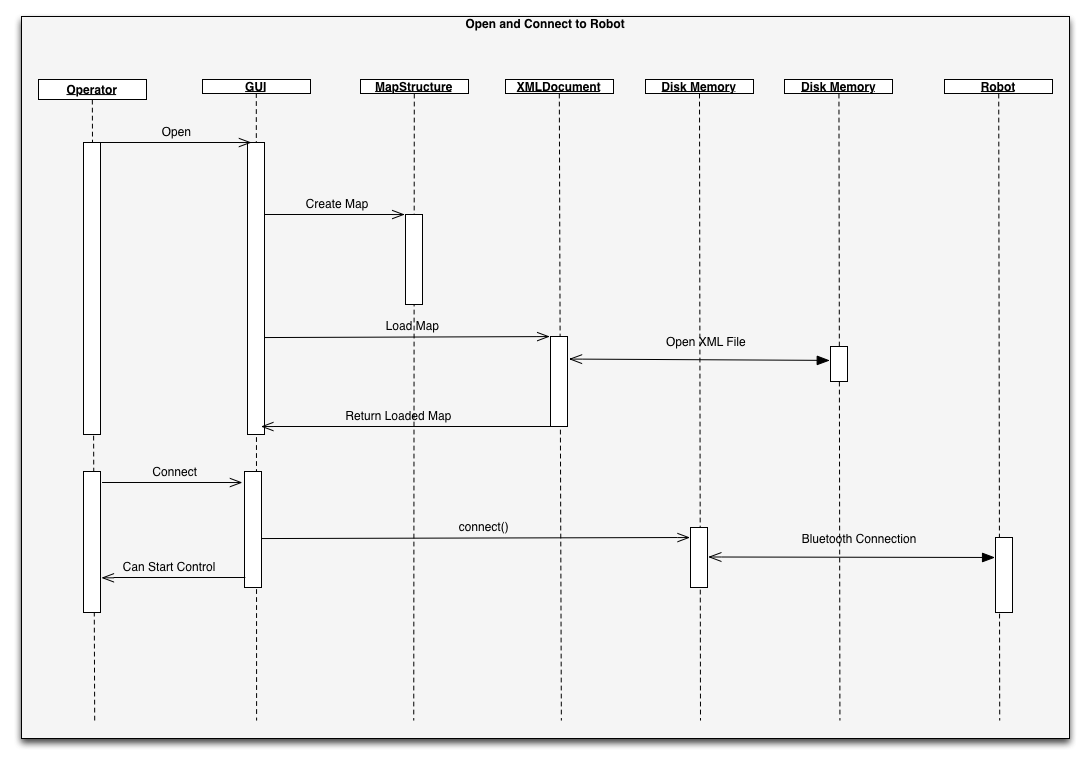 Open and Connect to Robot
Operator
GUI
MapStructure
XMLDocument
Disk Memory
Disk Memory
Robot
Open
Create Map
Load Map
Open XML File
Return Loaded Map
Connect
connect()
Bluetooth Connection
Can Start Control